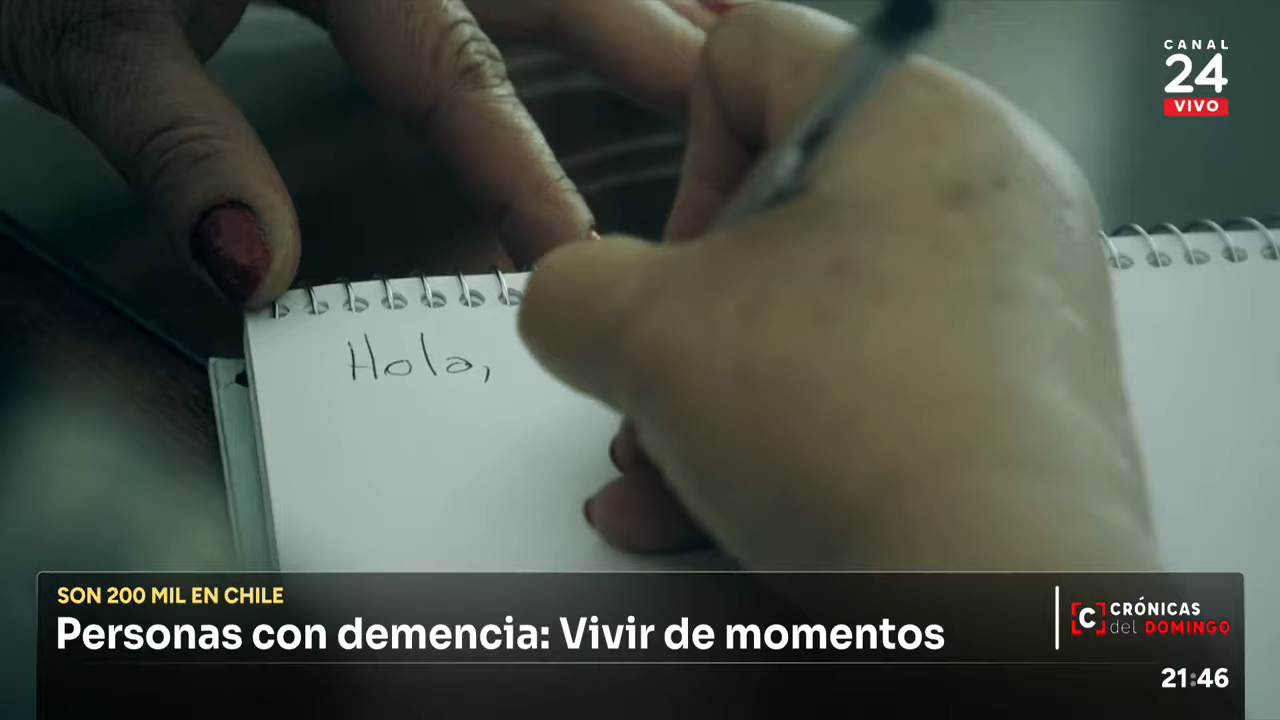 CANAL
24
VIVO
Hola,
SON 200 MIL EN CHILE
Personas con demencia: Vivir de momentos
C CRÓNICAS
del DOMINGO
21:46